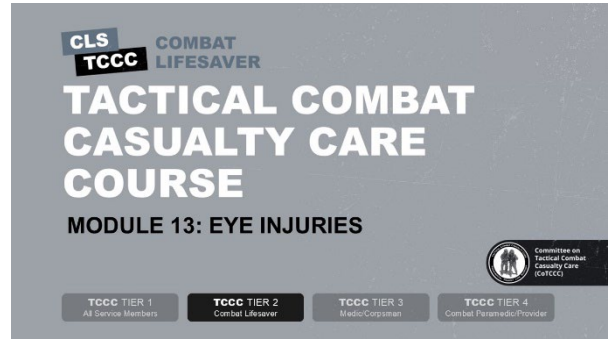 CLS
TCCC
COMBAT
LIFESAVER
TACTICAL COMBAT
CASUALTY CARE
COURSE
MODULE 13: EYE INJURIES
Committee on
Tactical Combat
Casualty Care
(CoTCCC)
TCCC TIER 1
All Service Members
TCCC TIER 2
Combat Lifesaver
TCCC TIER 3
Medic/Corpsman
TCCC TIER 4
Combat Paramedic/Provider